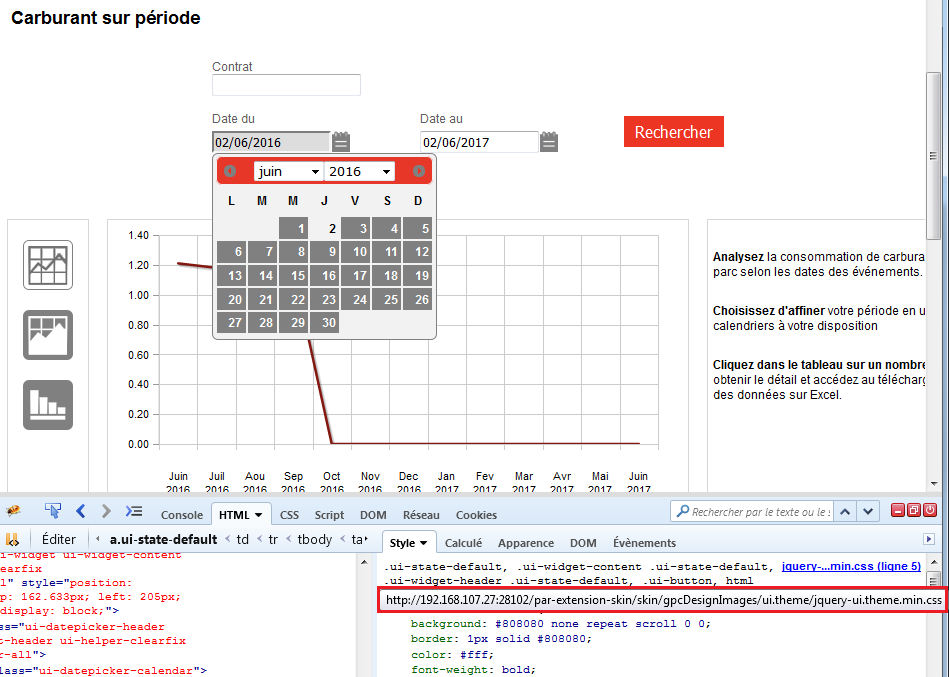 Carburant sur période
Contrat
Date du
Date au
02/06/2016
02/06/2017
Rechercher
juin 2016
L M M J V S D
1 2 3 4 5
6 7 8 9 10 11 12
13 14 15 16 17 18 19
20 21 22 23 24 25 26
27 28 29 30
1.40
1.20
1.00
0.80
0.60
0.40
0.20
0.00
Juin Juil Aou Sep Oct Nov Dec Jan Fev Mar Avr Mai Juin
2016 2016 2016 2016 2016 2016 2016 2017 2017 2017 2017 2017 2017
Analysez la consommation de carbura
parc selon les dates des événements.
Choisissez d'affiner votre période en u
calendriers à votre disposition
Cliquez dans le tableau sur un nombre
obtenir le détail et accédez au téléchar
des données sur Excel.
Console HTML CSS Script DOM Réseau Cookies
Rechercher par le texte ou le s
Éditer a.ui-state-default < td < tr < tbody < ta
Style Calculé Apparence DOM Évènements
i-widget ui-widget-content
earfix
l" style="position:
p: 162.633px; left: 205px;
display: block;">
ss="ui-datepicker-header
t-header ui-helper-clearfix
r-all">
lass="ui-datepicker-calendar">
.ui-state-default, .ui-widget-content .ui-state-default,
jquery-...min.css (ligne 5)
.ui-widget-header .ui-state-default, .ui-button, html
http://192.168.107.27:28102/par-extension-skin/skin/gpcDesignImages/ui.theme/jquery-ui.theme.min.css
background: #808080 none repeat scroll 0 0;
border: 1px solid #808080;
color: #fff;
font-weight: bold;